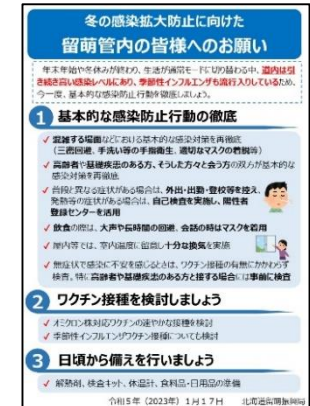 冬の感染拡大防止に向けた
留萌管内の皆様へのお願い
年末年始や冬休みが終わり、生活が通常モードに切り替わる中、道内は引
き続き高い感染レベルにあり、季節性インフルエンザも流行入りしているため、
今一度、基本的な感染防止行動を徹底しましょう。
1 基本的な感染防止行動の徹底
✓ 混雑する場面などにおける基本的な感染対策を再徹底
(三密回避、手洗い等の手指衛生、適切なマスクの着脱等)
✓ 高齢者や基礎疾患のある方、そうした方々と会う方の双方が基本的な
感染対策を再徹底
✓ 普段と異なる症状がある場合は、外出・出勤・登校等を控え、
発熱等の症状がある場合は、自己検査を実施し、陽性者
登録センターを活用
✓ 飲食の際は、大声や長時間の回避、会話の時はマスクを着用
✓ 屋内等では、室内温度に留意し十分な換気を実施
✓ 無症状で感染に不安を感じるときは、ワクチン接種の有無にかかわらず
検査、特に高齢者や基礎疾患のある方と接する場合には事前に検査
2 ワクチン接種を検討しましょう
✓ オミクロン株対応ワクチンの速やかな接種を検討
✓ 季節性インフルエンザワクチン接種についても検討
3 日頃から備えを行いましょう
✓ 解熱剤、検査キット、体温計、食料品・日用品の準備
令和5年(2023年)1月17日 北海道留萌振興局